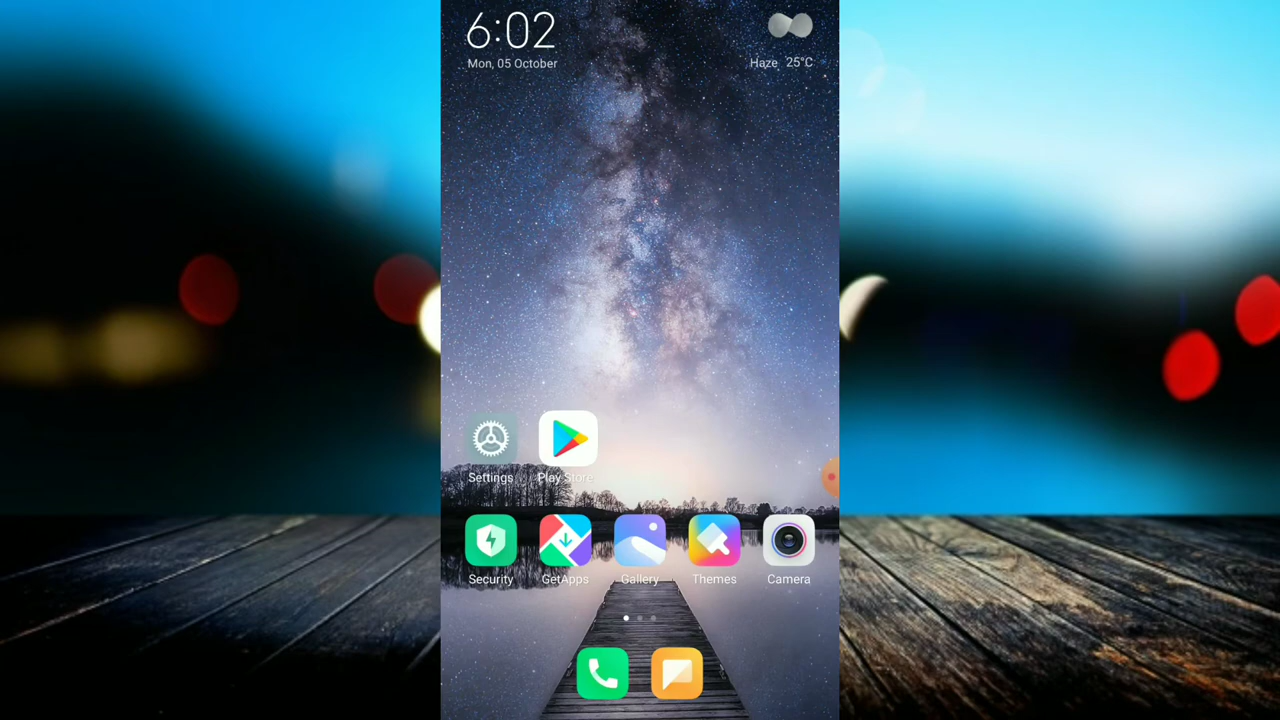 6:02
Mon, 05 October
Haze 25°C
Settings Play Store
Security GetApps Gallery Themes Camera